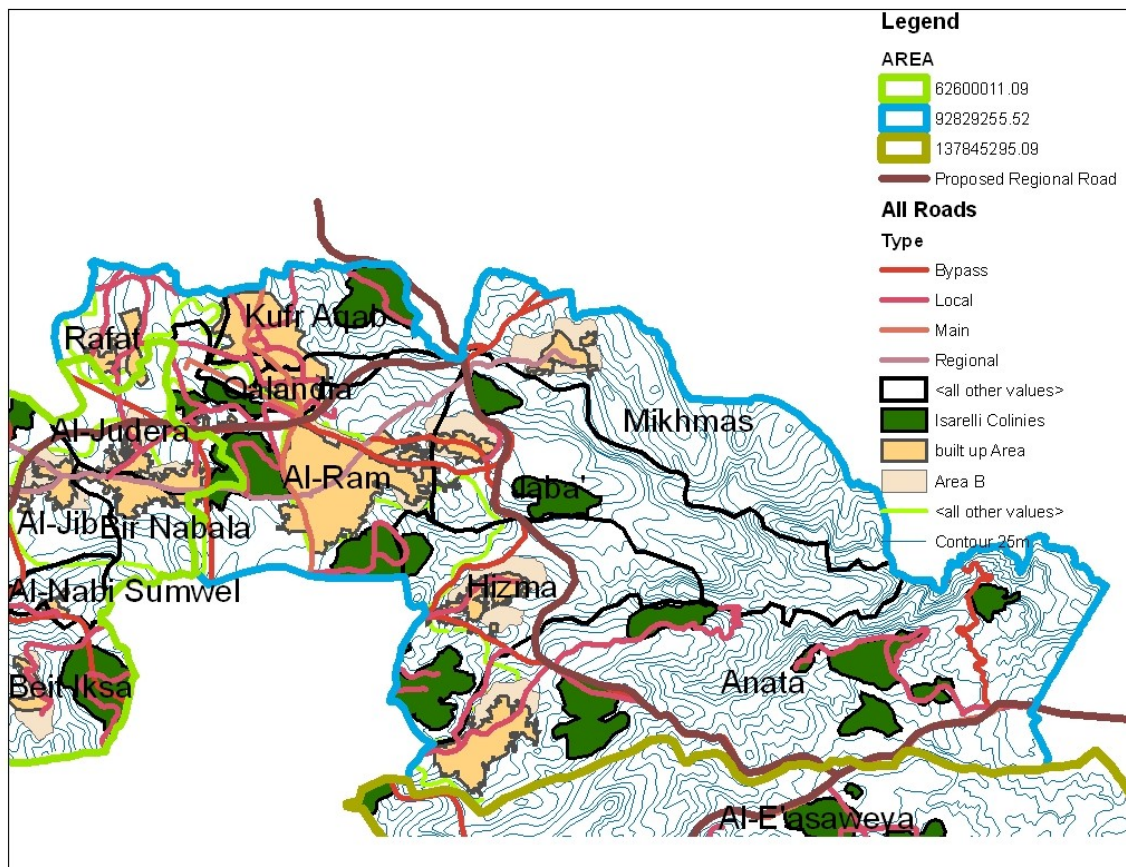 Legend
AREA
62600011.09
92829255.52
137845295.09
Proposed Regional Road
All Roads
Type
Bypass
Local
Main
Regional
<all other values>
Isarelli Colinies
built up Area
Area B
<all other values>
Contour 25m
Kufr Aqab
Rafat
Qalandia
Mikhmas
Al-Judera
Al-Ram
Jaba'
Al-Jib
Bir Nabala
Hizma
Al-Nabi Sumwel
Beit Iksa
Anata
Al-E'asaweya